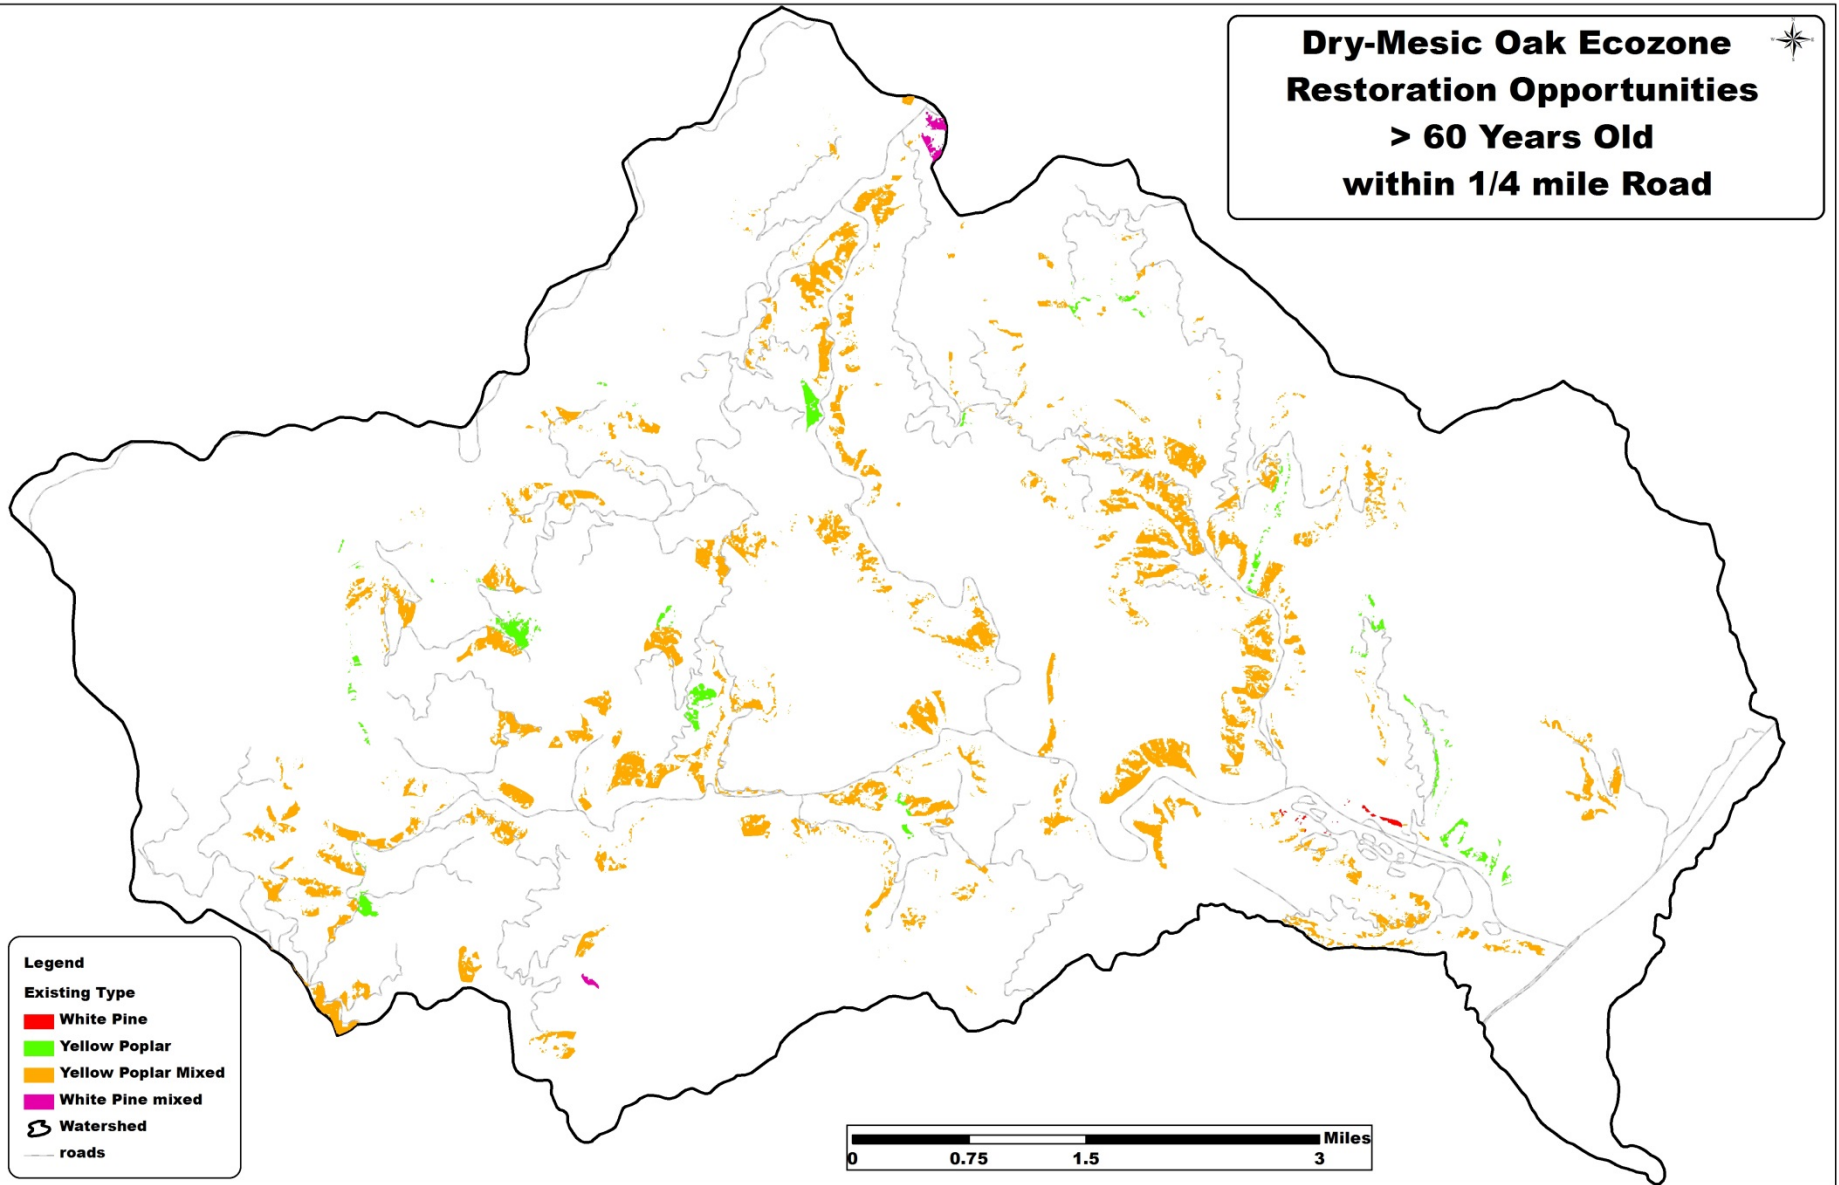 Dry-Mesic Oak Ecozone
Restoration Opportunities
> 60 Years Old
within 1/4 mile Road
Legend
Existing Type
White Pine
Yellow Poplar
Yellow Poplar Mixed
White Pine mixed
Watershed
roads
Miles
0 0.75 1.5 3